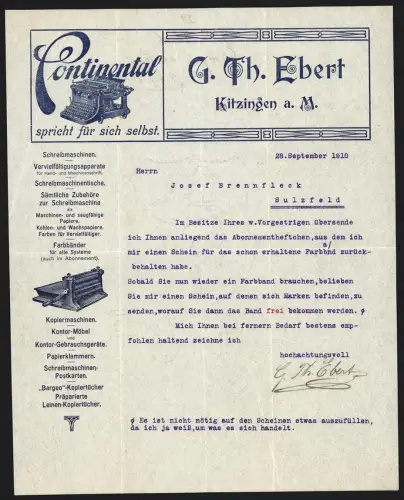 Continental
spricht für sich selbst.
G. Th. Ebert
Kitzingen a. M.
Schreibmaschinen.
Vervielfältigungsapparate
für Hand- und Maschinenschrift.
Schreibmaschinentische.
Sämtliche Zubehöre
zur Schreibmaschine
als
Maschinen- und saugfähige
Papiere.
Kohlen- und Wachspapiere.
Farben für Vervielfältiger.
Farbbänder
für alle Systeme
(auch im Abonnement).
Kopiermaschinen.
Kontor-Möbel
und
Kontor-Gebrauchsgeräte.
Papierklammern.
Schreibmaschinen-
Postkarten.
„Bargeo"-Kopiertücher
Präparierte
Leinen-Kopiertücher.
28.September 1910
Herrn
Josef Brennfleck
Sulzfeld
Im Besitze Ihres w.Vorgestrigen übersende
ich Ihnen anliegend das Abonnementheftchen, aus dem ich
a/
mir einen Schein für das schon erhaltene Farbbnd zurück-
behalten habe.
Sobald Sie nun wieder ein Farbband brauchen, belieben
Sie mir einen Schein, auf denen sich Marken befinden, zu
senden, worauf Sie dann das Band frei bekommen werden. ∮
Mich Ihnen bei fernern Bedarf bestens emp-
fohlen haltend zeichne ich
hochachtungsvoll
G. Th. Ebert
∮ Es ist nicht nötig auf den Scheinen etwas auszufüllen,
da ich ja weiß, um was es sich handelt.